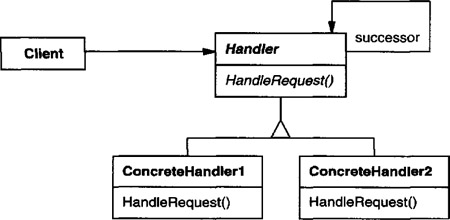 Client
Handler
successor
HandleRequest()
ConcreteHandler1
HandleRequest()
ConcreteHandler2
HandleRequest()